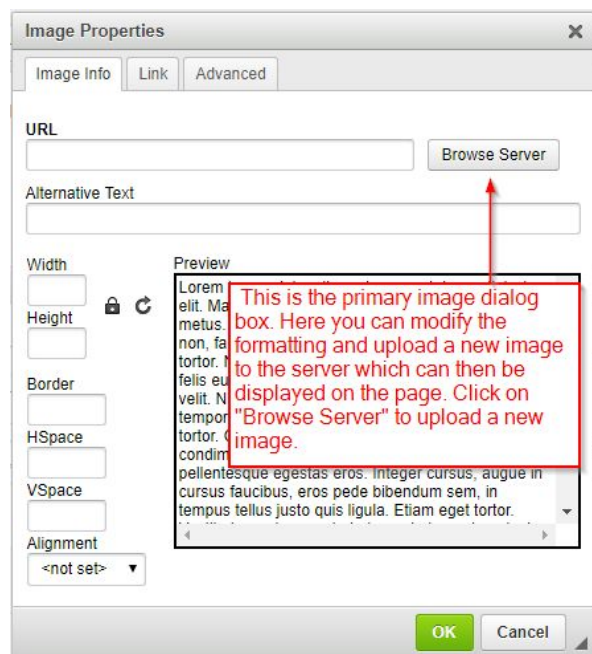 Image Properties
Image Info Link Advanced
URL
Browse Server
Alternative Text
Width
Preview
Height
Border
HSpace
VSpace
Alignment
<not set>
Lorem
elit. Ma
metus.
non, fa
tortor. N
felis eu
velit. N
tempor
tortor. C
condim
pellentesque egestas eros. Integer cursus, augue in
cursus faucibus, eros pede bibendum sem, in
tempus tellus justo quis ligula. Etiam eget tortor.
This is the primary image dialog
box. Here you can modify the
formatting and upload a new image
to the server which can then be
displayed on the page. Click on
"Browse Server" to upload a new
image.
OK Cancel